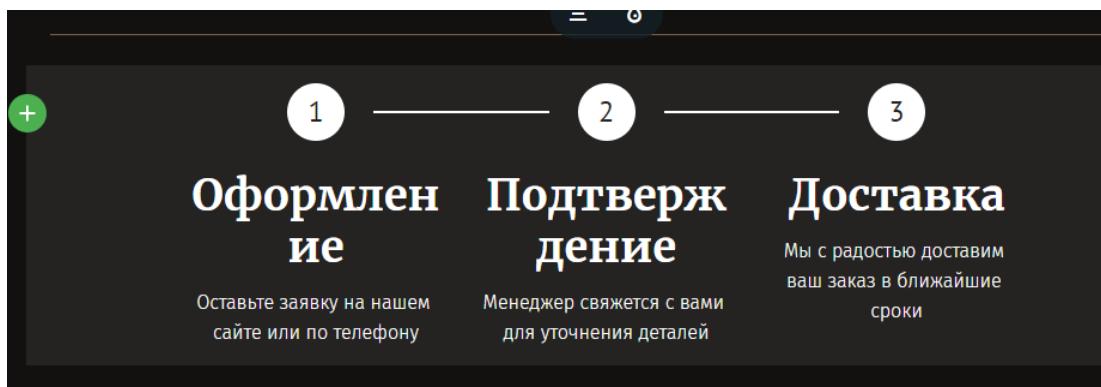 1
2
3
Оформлен
ие
Оставьте заявку на нашем
сайте или по телефону
Подтверж
дение
Менеджер свяжется с вами
для уточнения деталей
Доставка
Мы с радостью доставим
ваш заказ в ближайшие
сроки